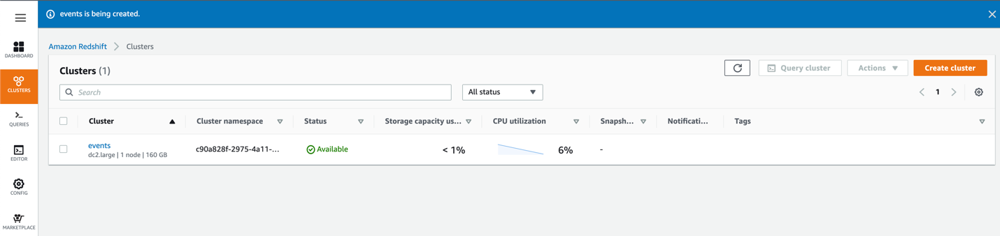 events is being created.
Amazon Redshift > Clusters
DASHBOARD
CLUSTERS
QUERIES
EDITOR
CONFIG
MARKETPLACE
Clusters (1)
Query cluster
Actions
Create cluster
Search
All status
1
Cluster Cluster namespace Status Storage capacity us... CPU utilization Snapsh... Notificati... Tags
events c90a828f-2975-4a11-... Available < 1% 6% -
dc2.large | 1 node | 160 GB